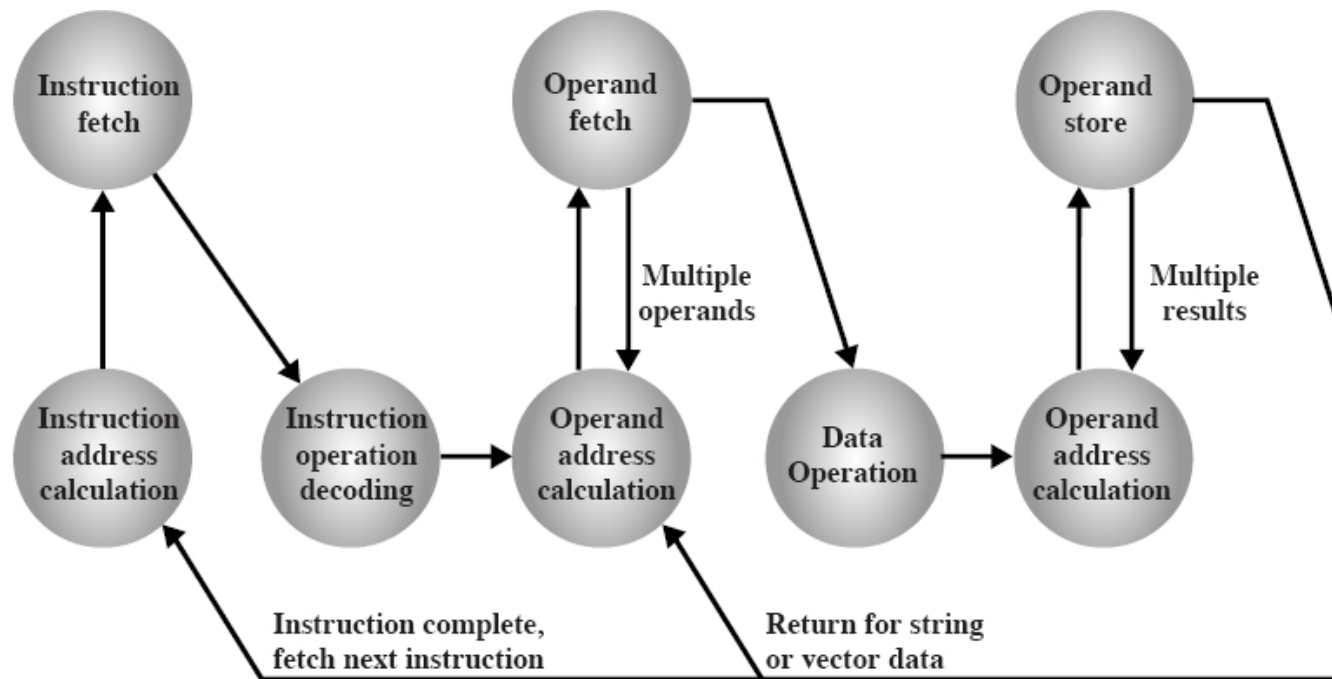 Instruction
fetch
Operand
fetch
Operand
store
Multiple
operands
Multiple
results
Instruction
address
calculation
Instruction
operation
decoding
Operand
address
calculation
Data
Operation
Operand
address
calculation
Instruction complete,
fetch next instruction
Return for string
or vector data